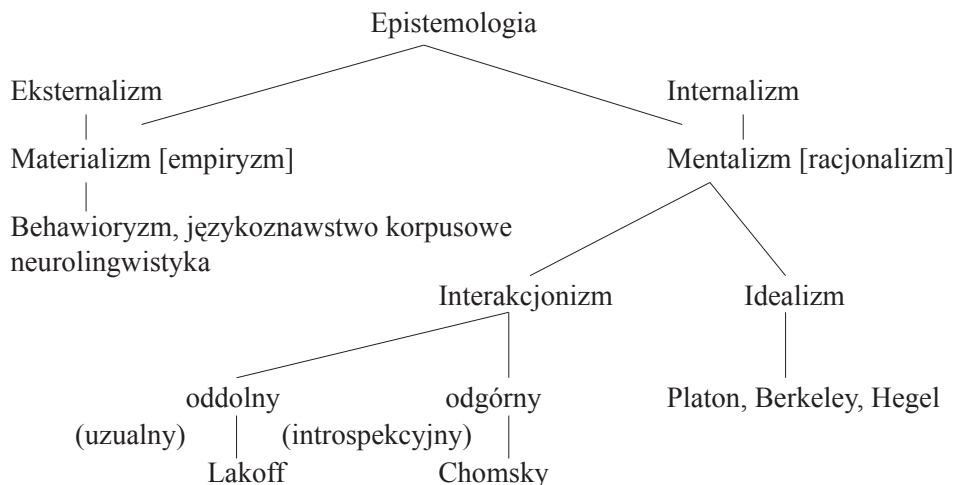 Epistemologia
Eksternalizm Internalizm
Materializm [empiryzm] Mentalizm [racjonalizm]
Behawioryzm, językoznawstwo korpusowe
neurolingwistyka
Interakcjonizm Idealizm
oddolny odgórny Platon, Berkeley, Hegel
(uzualny) (introspekcyjny)
Lakoff Chomsky